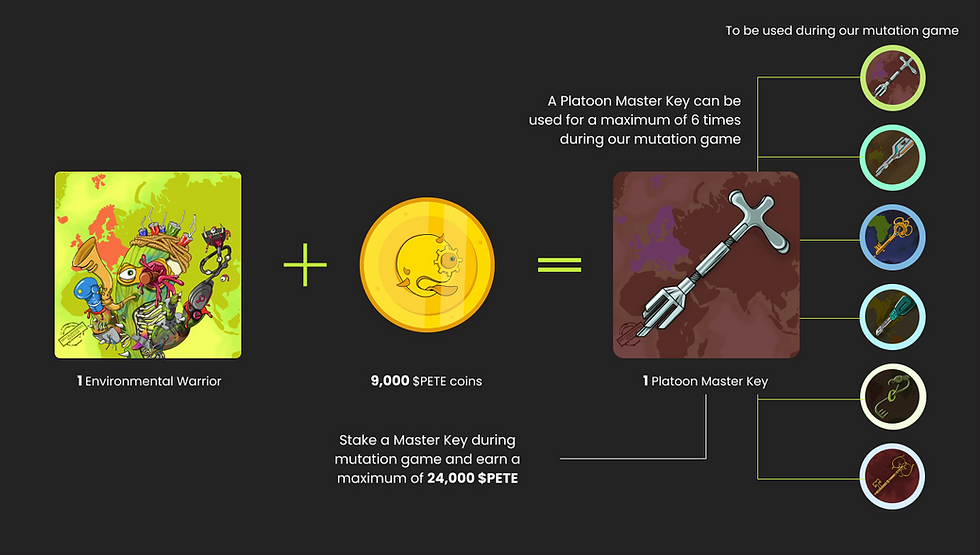 To be used during our mutation game
A Platoon Master Key can be
used for a maximum of 6 times
during our mutation game
1 Environmental Warrior
9,000 $PETE coins
1 Platoon Master Key
Stake a Master Key during
mutation game and earn a
maximum of 24,000 $PETE